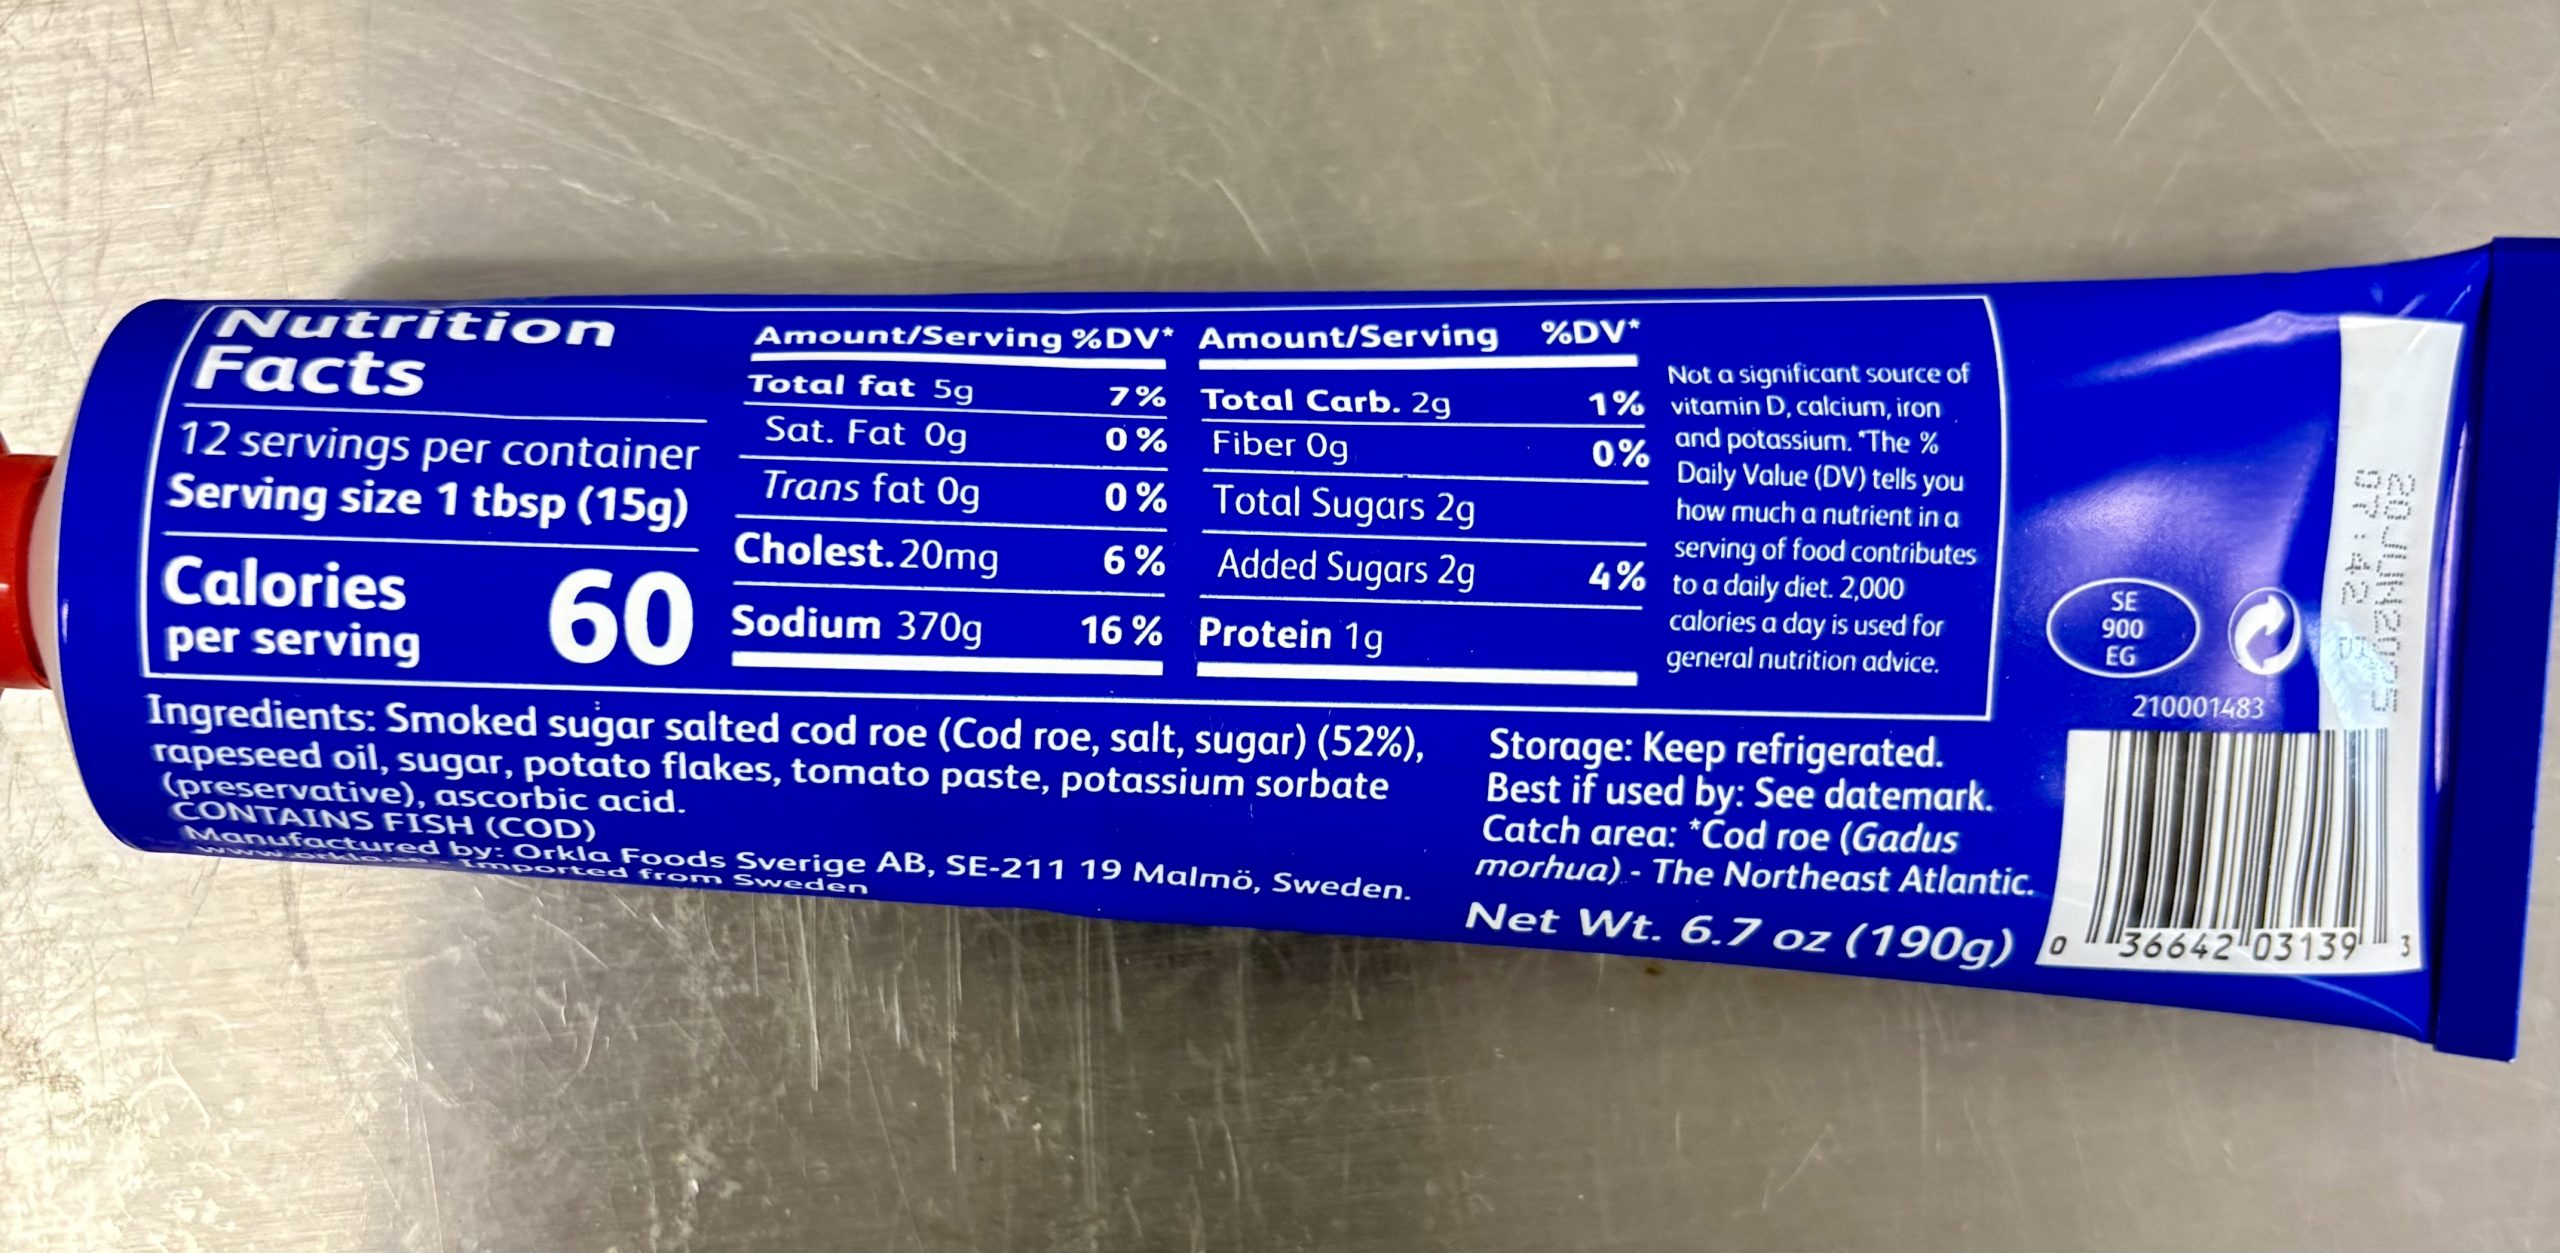 Nutrition
Facts
12 servings per container
Serving size 1 tbsp (15g)
Calories
per serving 60
Amount/Serving %DV*
Total fat 5g 7%
Sat. Fat 0g 0%
Trans fat 0g 0%
Cholest. 20mg 6%
Sodium 370g 16%
Amount/Serving %DV*
Total Carb. 2g 1%
Fiber 0g 0%
Total Sugars 2g
Added Sugars 2g 4%
Protein 1g
Not a significant source of
vitamin D, calcium, iron
and potassium. *The %
Daily Value (DV) tells you
how much a nutrient in a
serving of food contributes
to a daily diet. 2,000
calories a day is used for
general nutrition advice.
Ingredients: Smoked sugar salted cod roe (Cod roe, salt, sugar) (52%),
rapeseed oil, sugar, potato flakes, tomato paste, potassium sorbate
(preservative), ascorbic acid.
CONTAINS FISH (COD)
Manufactured by: Orkla Foods Sverige AB, SE-211 19 Malmö, Sweden.
www.orkla.se - Imported from Sweden
Storage: Keep refrigerated.
Best if used by: See datemark.
Catch area: *Cod roe (Gadus
morhua) - The Northeast Atlantic.
Net Wt. 6.7 oz (190g)
SE
900
EG
210001483
0 36642 03139 3